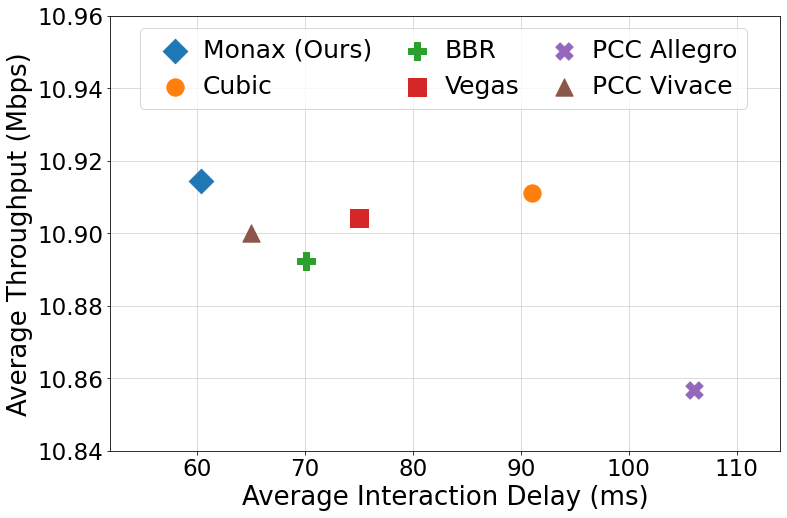 10.96
10.94
10.92
10.90
10.88
10.86
10.84
Average Throughput (Mbps)
Monax (Ours)
Cubic
BBR
Vegas
PCC Allegro
PCC Vivace
60 70 80 90 100 110
Average Interaction Delay (ms)